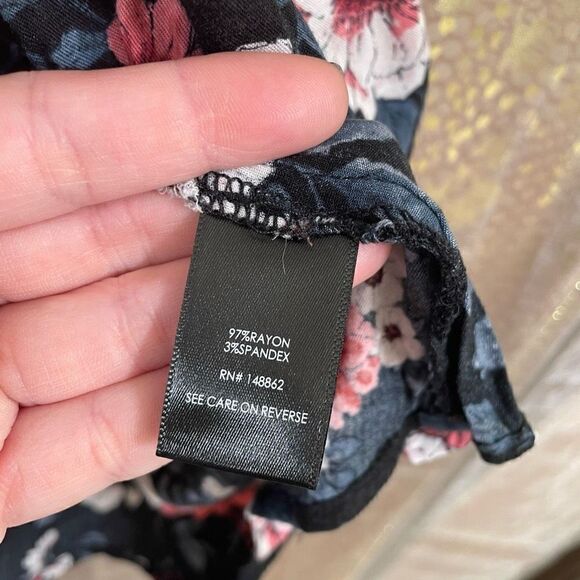 97%RAYON
3%SPANDEX
RN# 148862
SEE CARE ON REVERSE